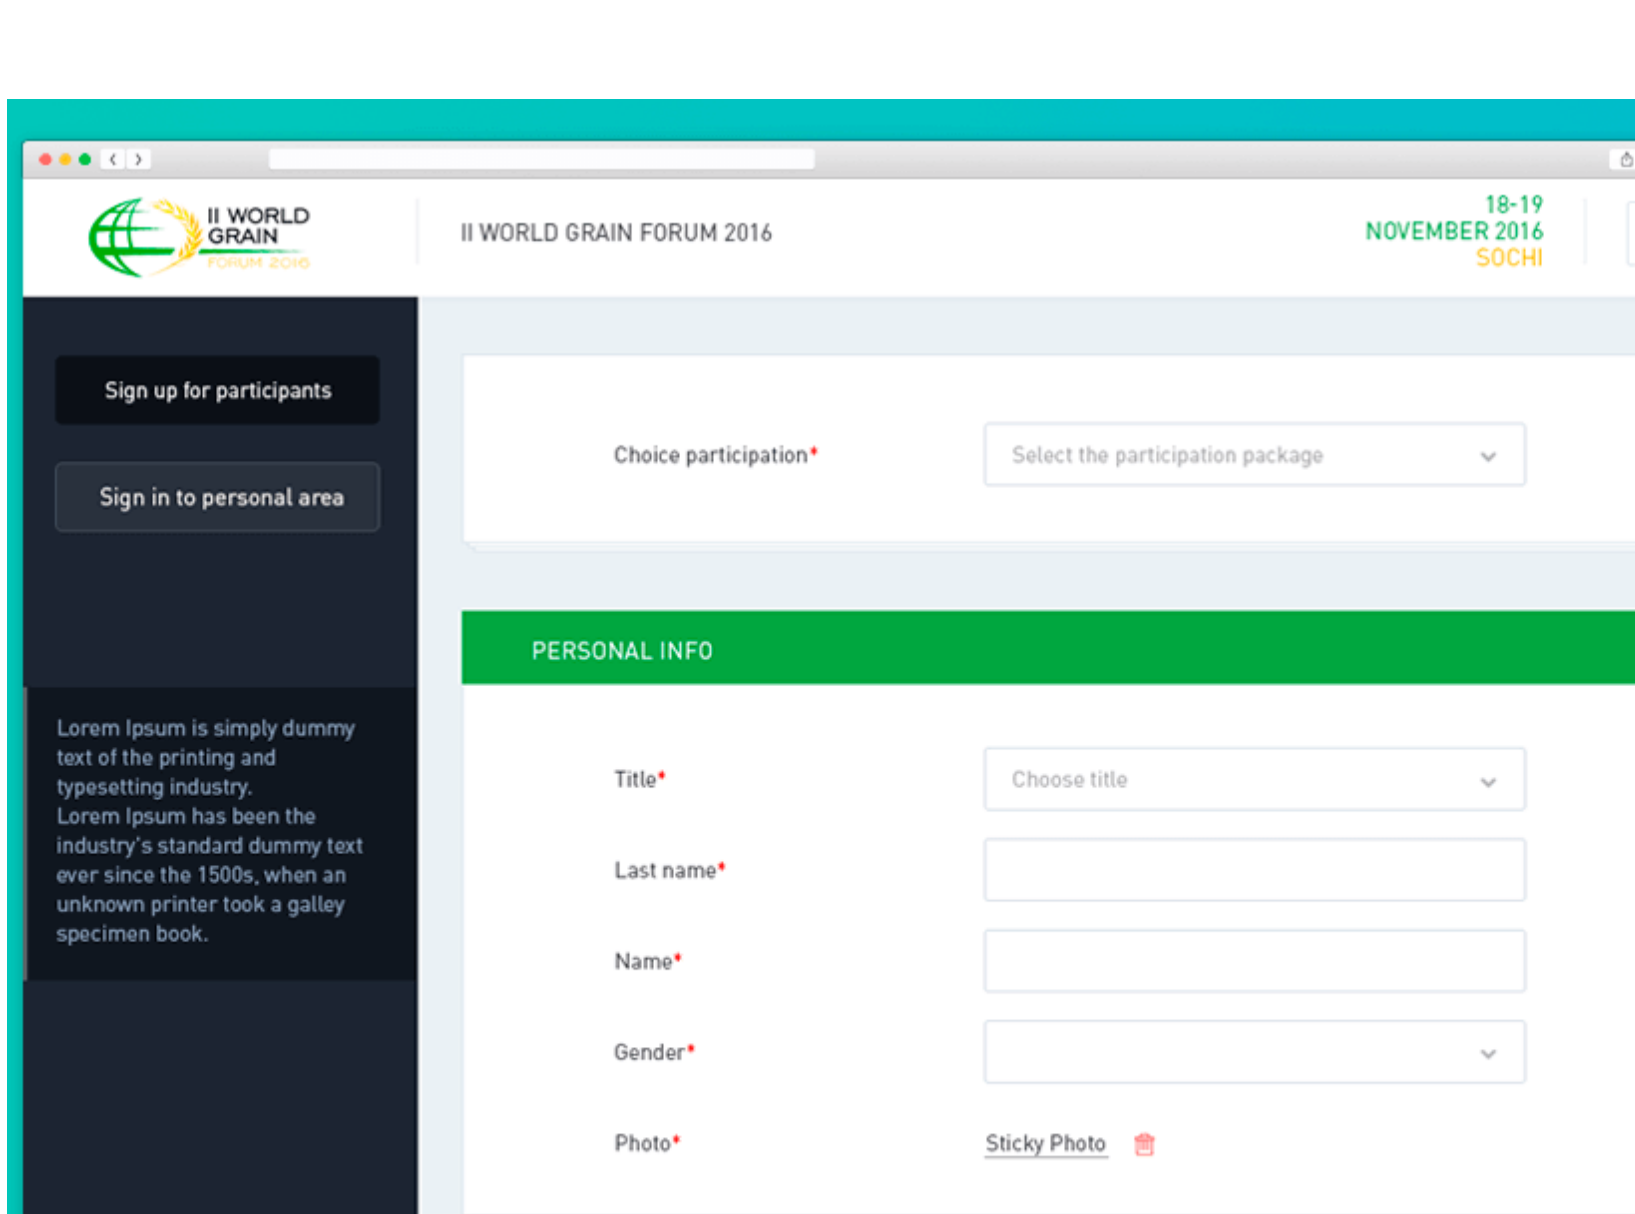 II WORLD
GRAIN
FORUM 2016
II WORLD GRAIN FORUM 2016
18-19
NOVEMBER 2016
SOCHI
Sign up for participants
Sign in to personal area
Choice participation*
Select the participation package
PERSONAL INFO
Title*
Choose title
Last name*
Name*
Gender*
Photo*
Sticky Photo
Lorem Ipsum is simply dummy
text of the printing and
typesetting industry.
Lorem Ipsum has been the
industry's standard dummy text
ever since the 1500s, when an
unknown printer took a galley
specimen book.